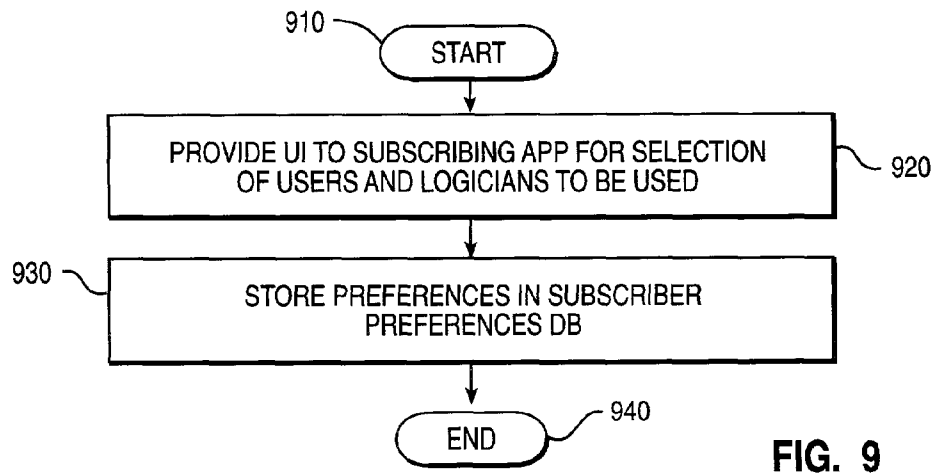 910
START
PROVIDE UI TO SUBSCRIBING APP FOR SELECTION
OF USERS AND LOGICIANS TO BE USED
920
930
STORE PREFERENCES IN SUBSCRIBER
PREFERENCES DB
END
940
FIG. 9